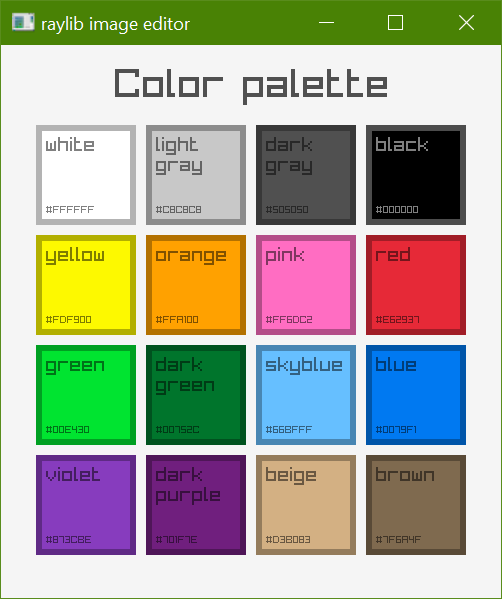 raylib image editor
Color palette
white
light
gray
dark
gray
black
#FFFFFF
#C8C8C8
#505050
#000000
yellow
orange
pink
red
#FDF900
#FFA100
#FF6DC2
#E62937
green
dark
green
skyblue
blue
#00E430
#00752C
#66BFFF
#0079F1
violet
dark
purple
beige
brown
#873CBE
#701F7E
#D3B083
#7F6A4F